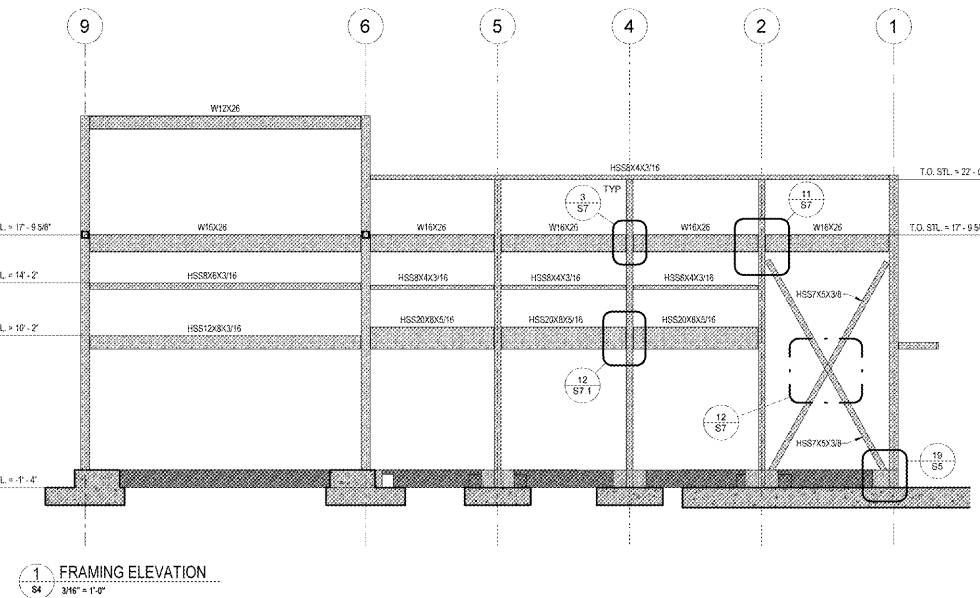 9 6 5 4 2 1
W12X26
HSS8X4X3/16
T.O. STL. = 22' - 0
TYP
3
S7
11
S7
L. = 17' - 9 5/8"
W16X26 W16X26 W16X26 W16X26 W16X26
T.O. STL. = 17' - 9 5/8
L. = 14' - 2"
HSS8X6X3/16 HSS8X4X3/16 HSS8X4X3/16 HSS8X4X3/16
HSS7X5X3/8
L. = 10' - 2"
HSS12X8X3/16 HSS20X8X5/16 HSS20X8X5/16 HSS20X8X5/16
12
S7.1
12
S7
HSS7X5X3/8
19
S5
L. = -1' - 4"
1
S4
FRAMING ELEVATION
3/16" = 1'-0"